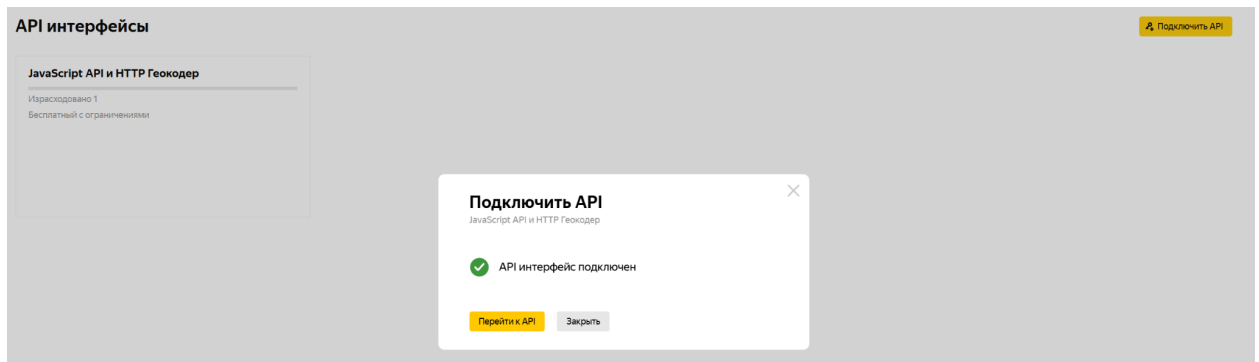 API интерфейсы
Подключить API
JavaScript API и HTTP Геокодер
Израсходовано 1
Бесплатный с ограничениями
Подключить API
JavaScript API и HTTP Геокодер
API интерфейс подключен
Перейти к API
Закрыть